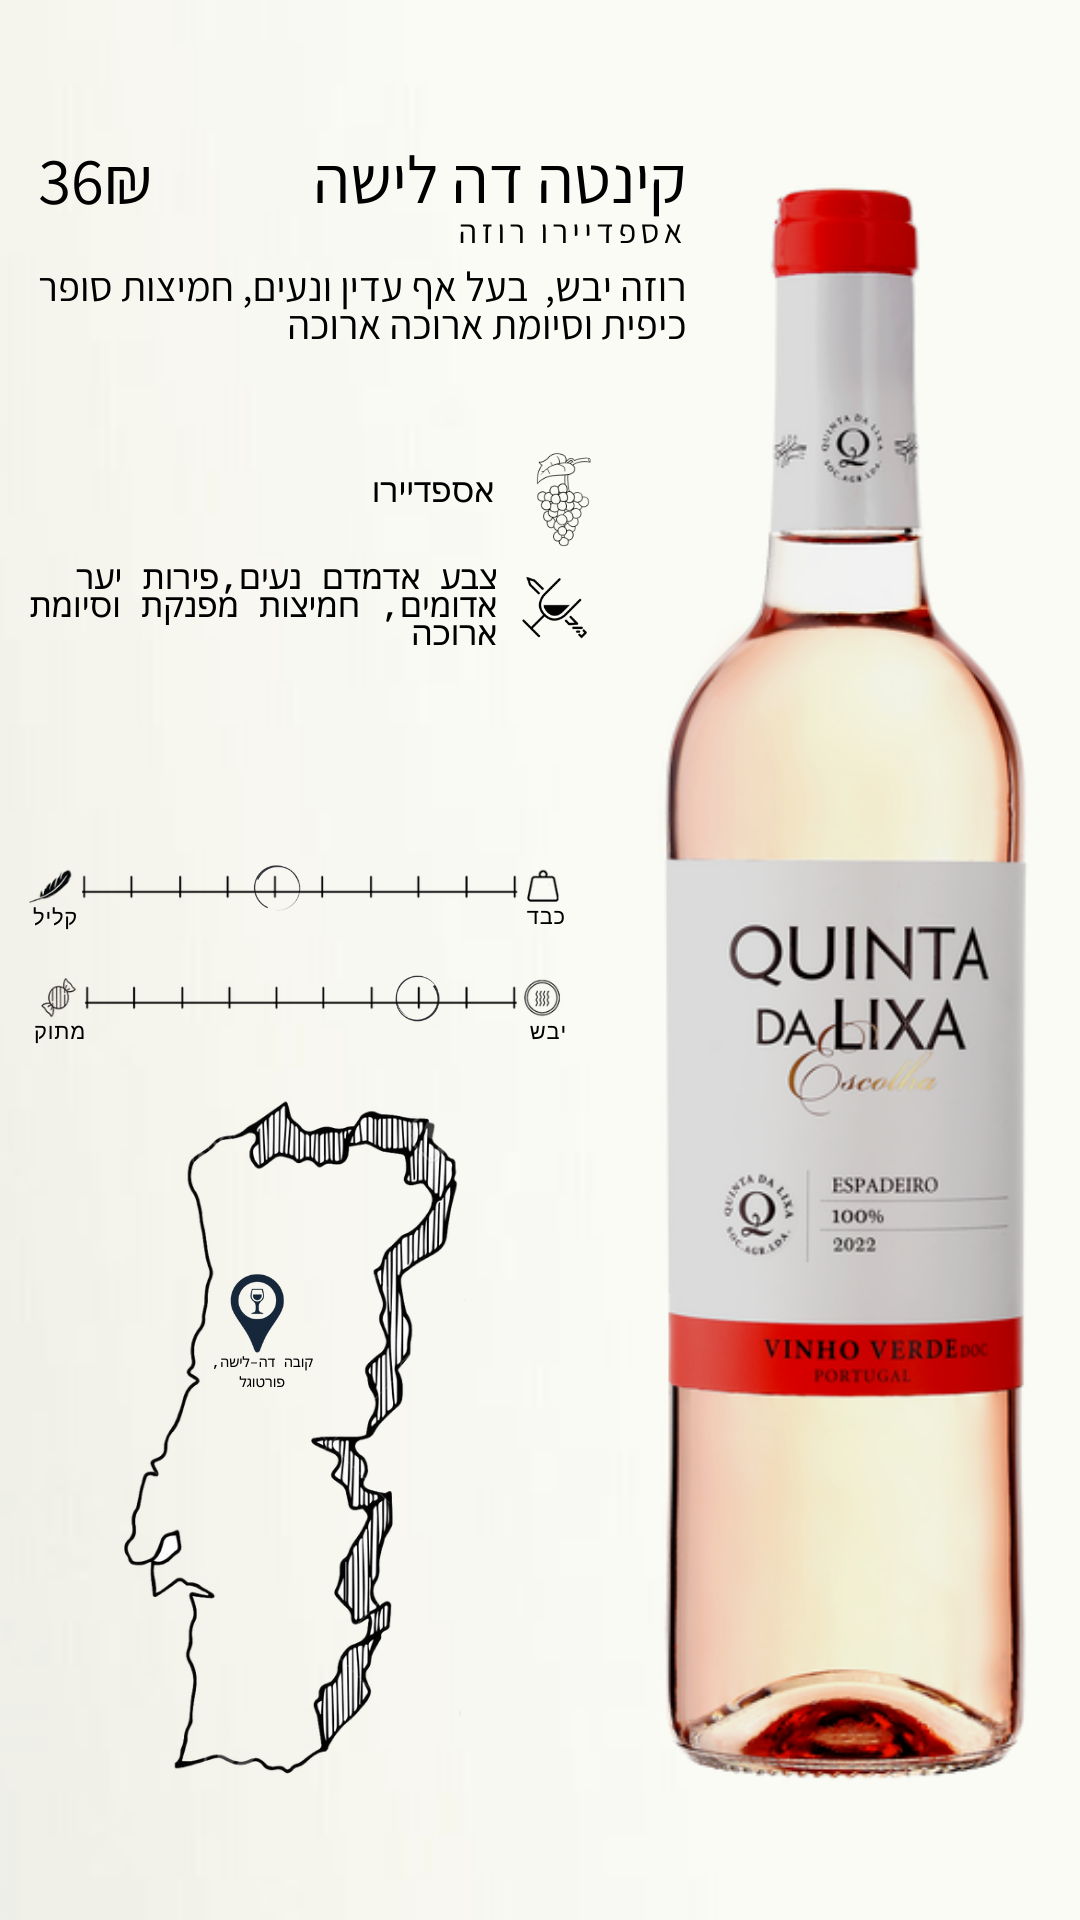 קינטה דה לישה
36₪
אספדיירו רוזה
רוזה יבש, בעל אף עדין ונעים, חמיצות סופר
כיפית וסיומת ארוכה ארוכה
אספדיירו
צבע אדמדם נעים,פירות יער
אדומים, חמיצות מפנקת וסיומת
ארוכה
כבד
קליל
יבש
מתוק
קובה דה-לישה,
פורטוגל
QUINTA DA LIXA
Q
SOC.AGR.LDA.
QUINTA
DA LIXA
Escolha
QUINTA DA LIXA
Q
SOC.AGR.LDA.
ESPADEIRO
100%
2022
VINHO VERDE DOC
PORTUGAL